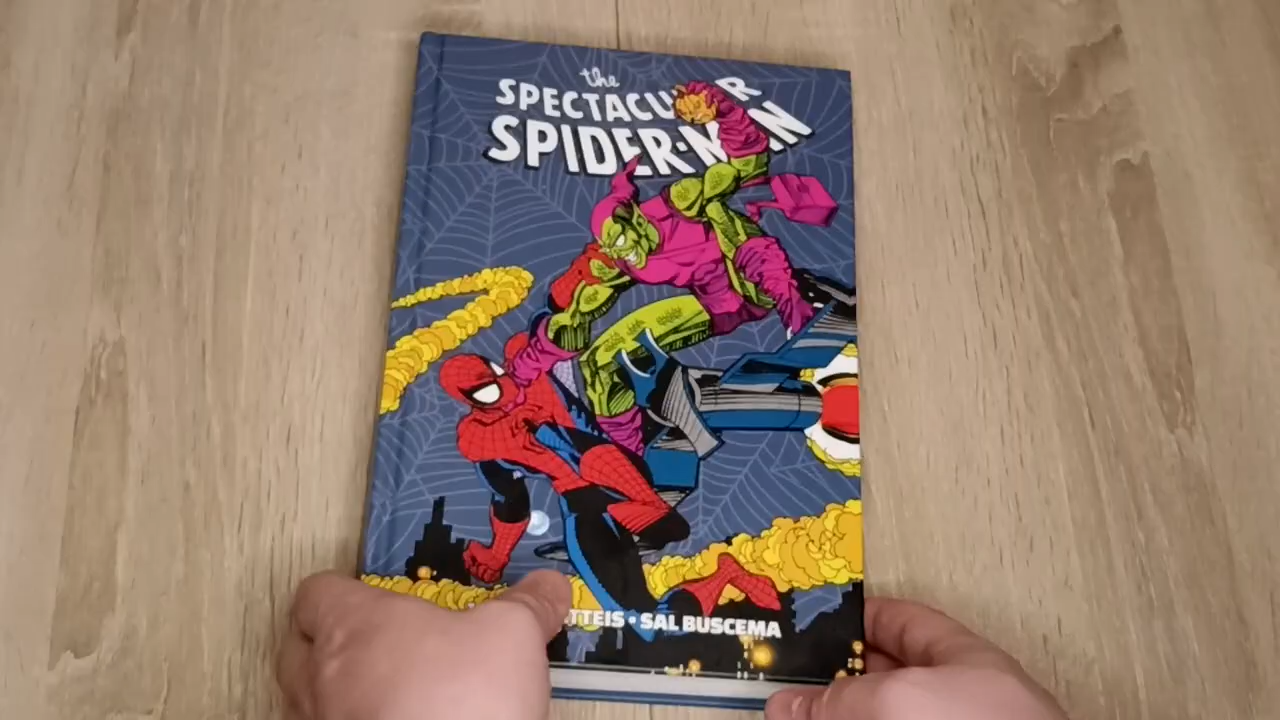 the
SPECTACULAR
SPIDER-MAN
TTEIS • SAL BUSCEMA